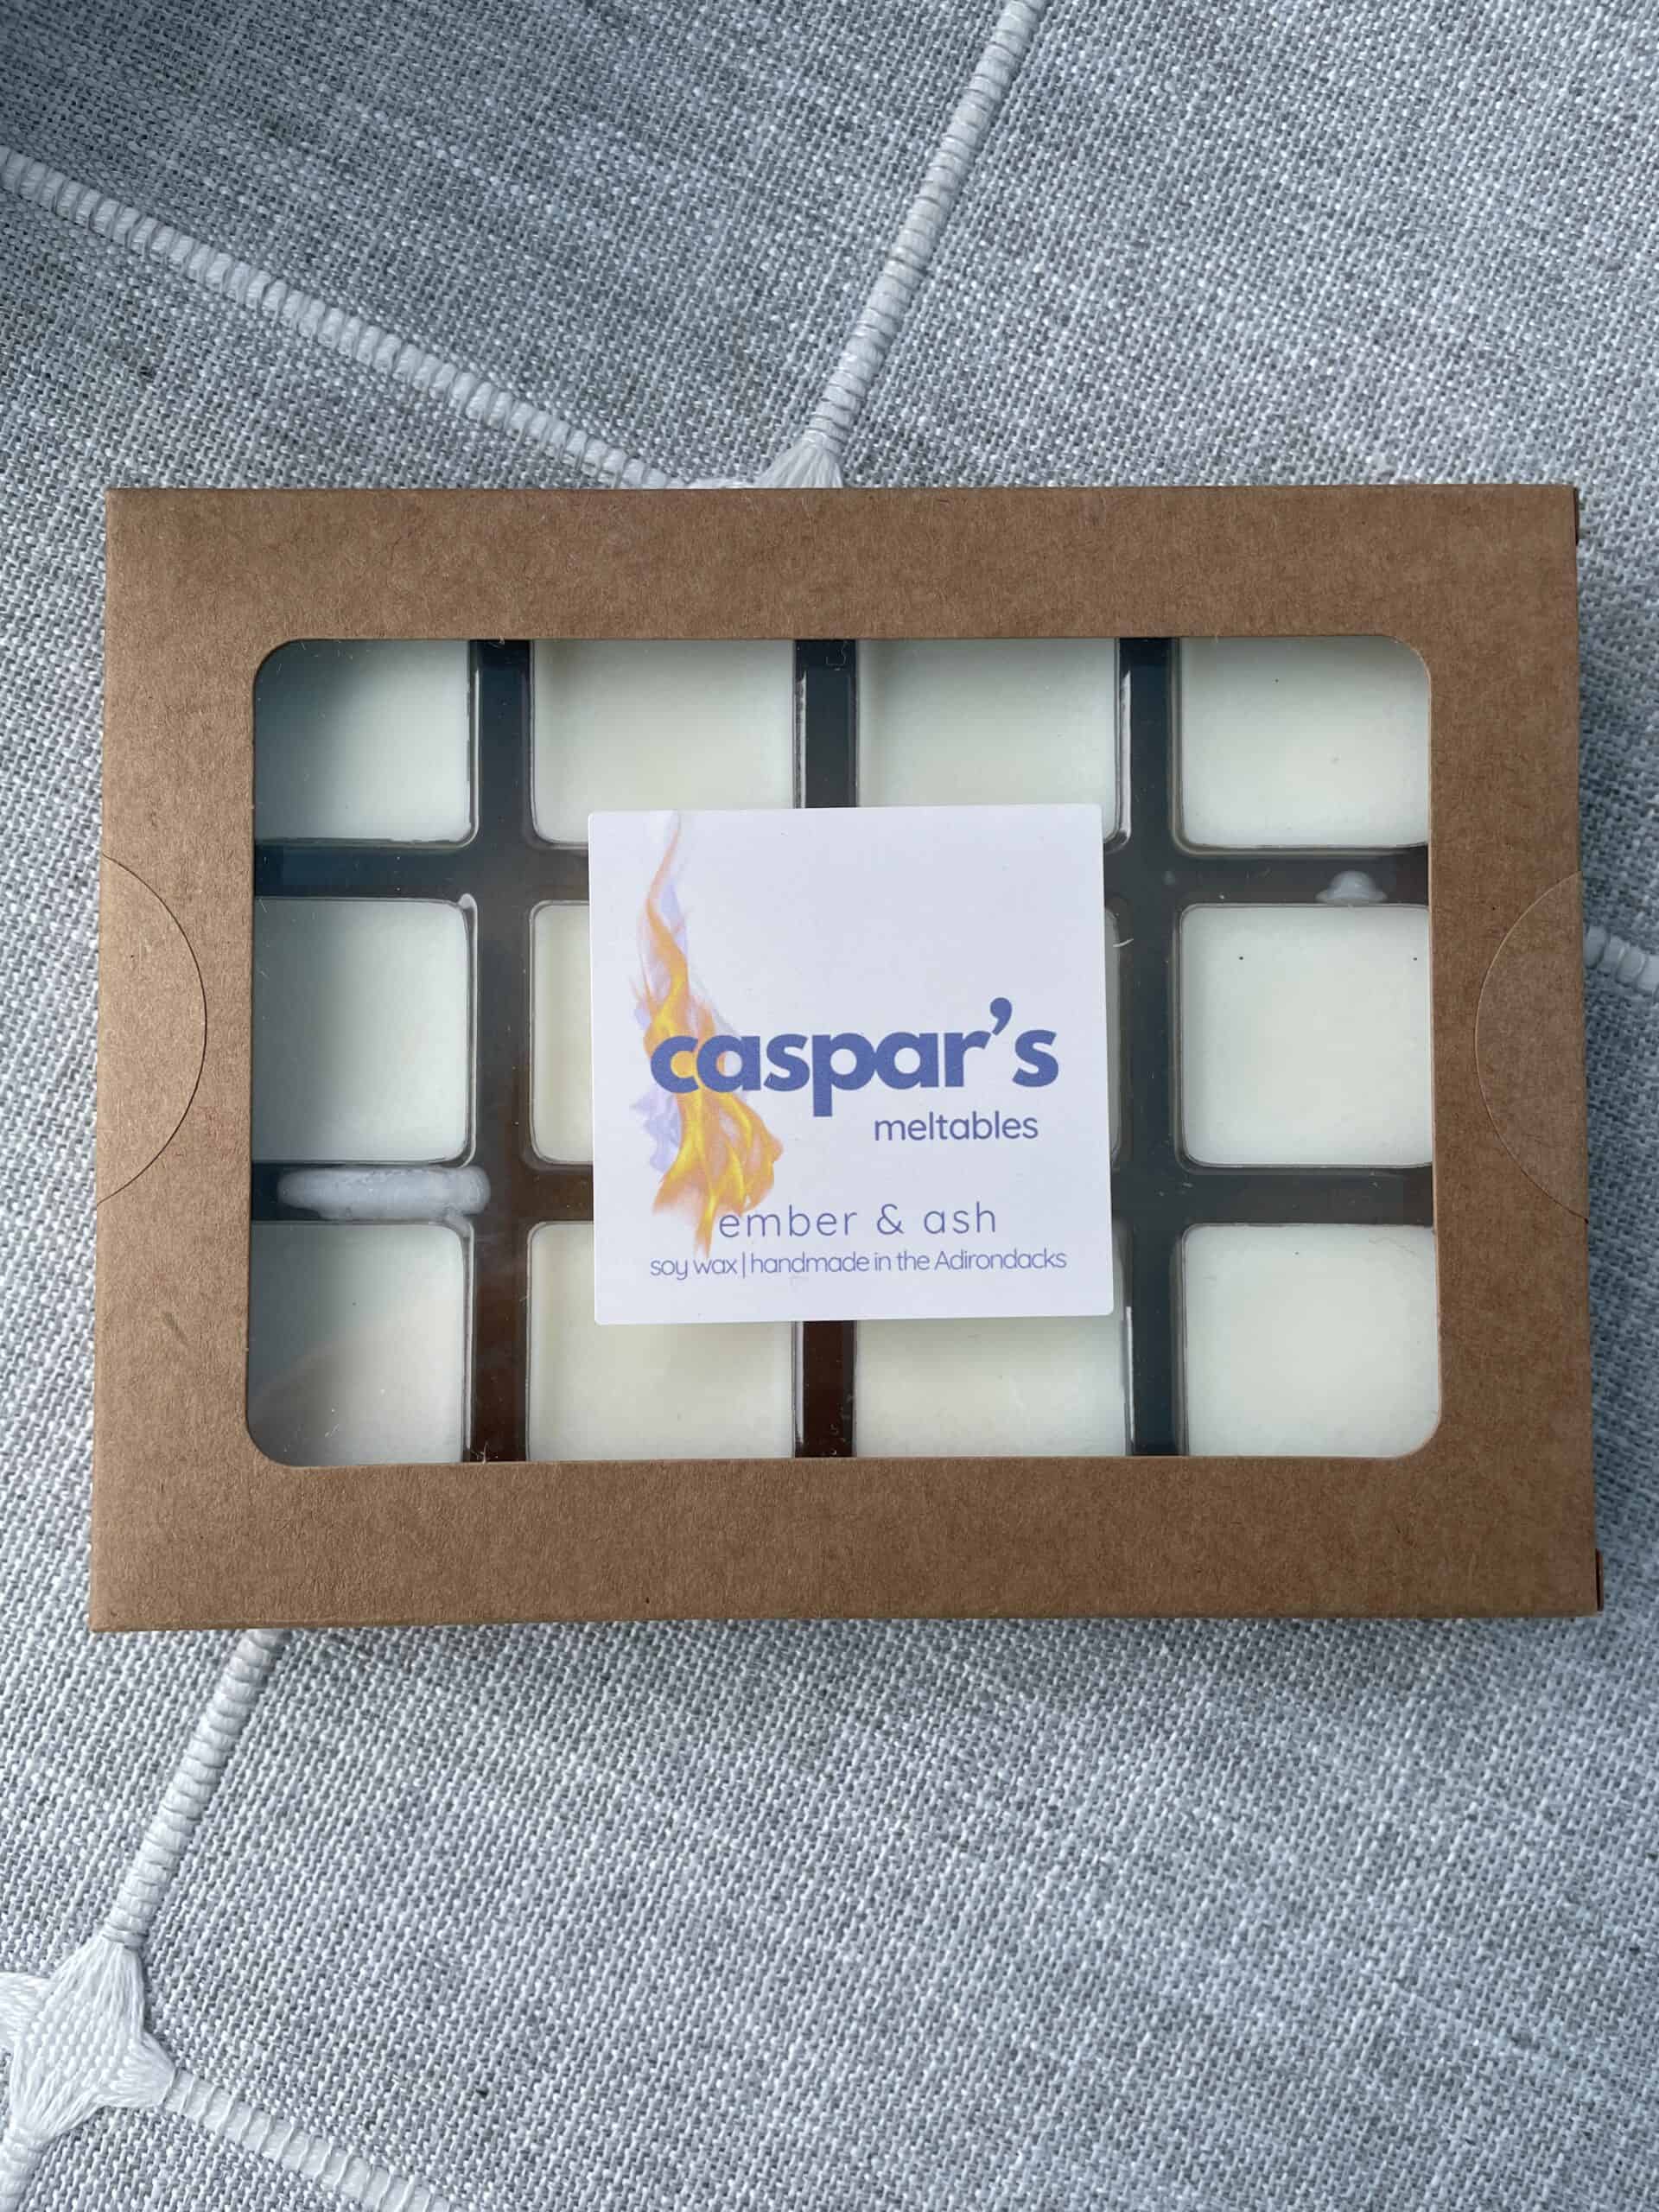 caspar's
meltables
ember & ash
soy wax | handmade in the Adirondacks